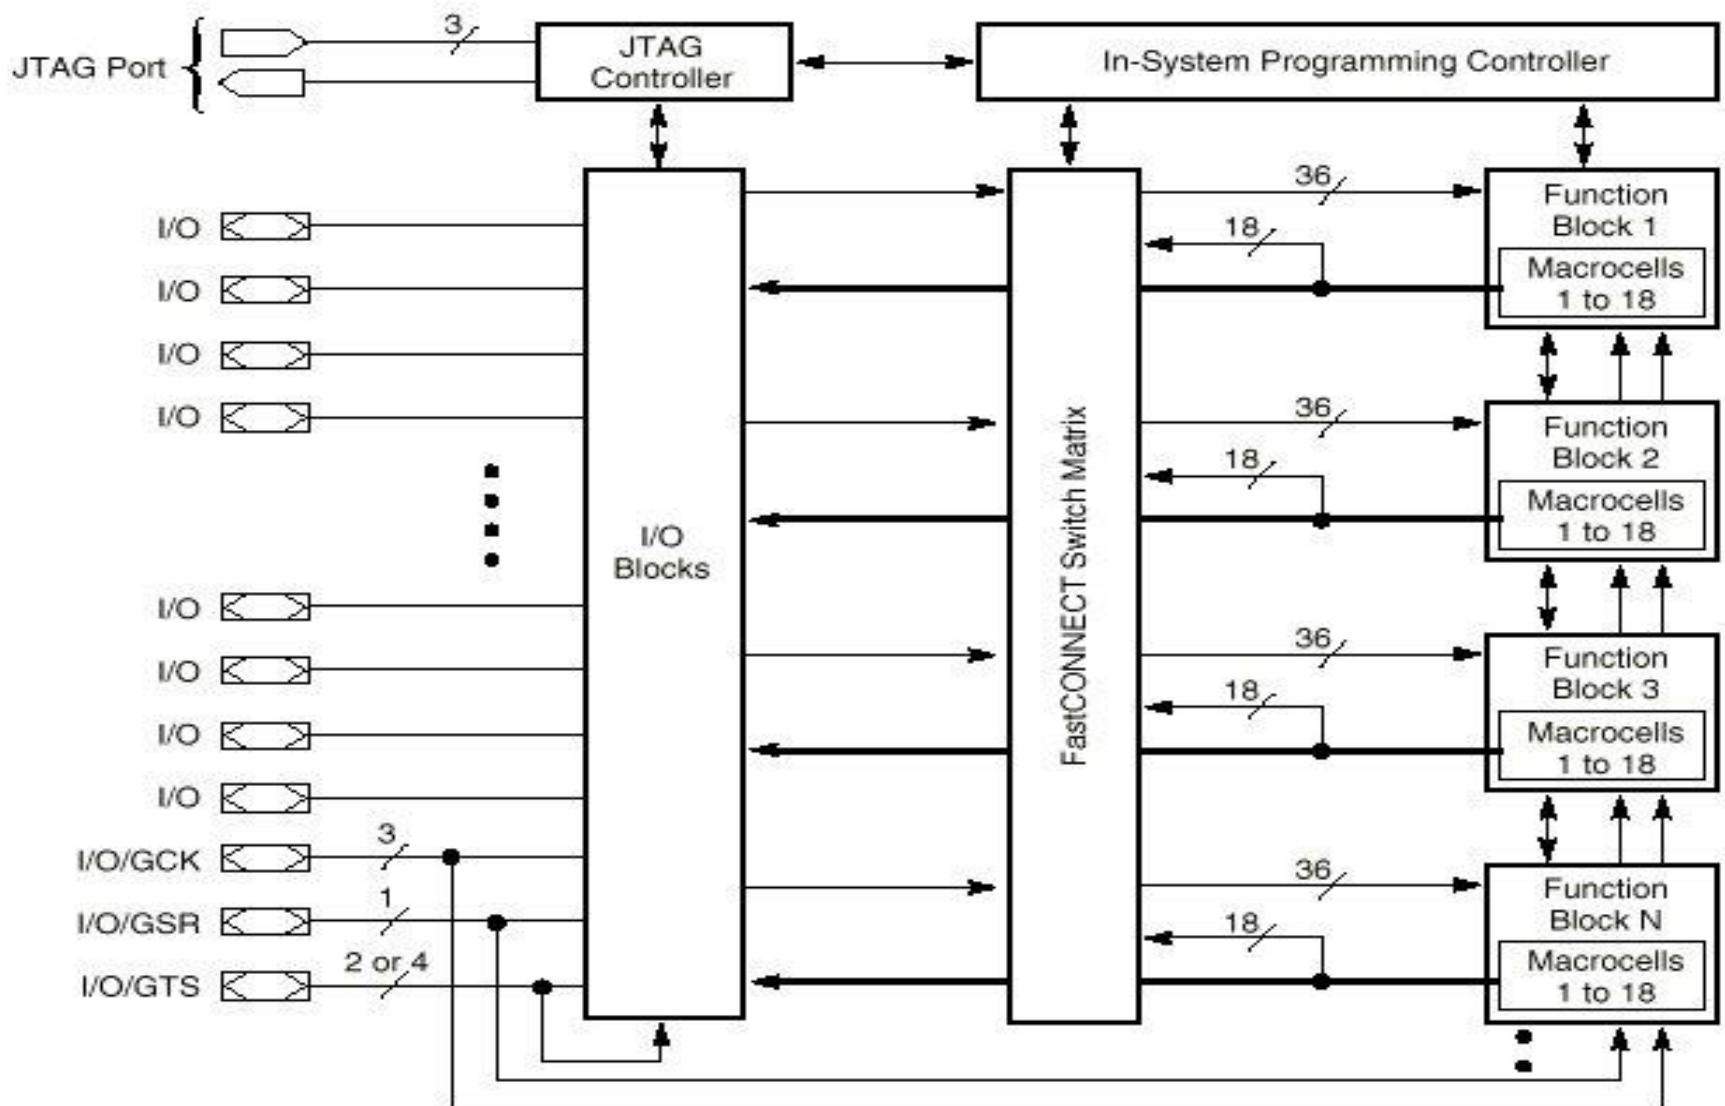 JTAG Port
3
JTAG
Controller
In-System Programming Controller
I/O
I/O
I/O
I/O
I/O
I/O
I/O
I/O
I/O/GCK
3
I/O/GSR
1
I/O/GTS
2 or 4
I/O
Blocks
FastCONNECT Switch Matrix
36
18
Function
Block 1
Macrocells
1 to 18
36
18
Function
Block 2
Macrocells
1 to 18
36
18
Function
Block 3
Macrocells
1 to 18
36
18
Function
Block N
Macrocells
1 to 18